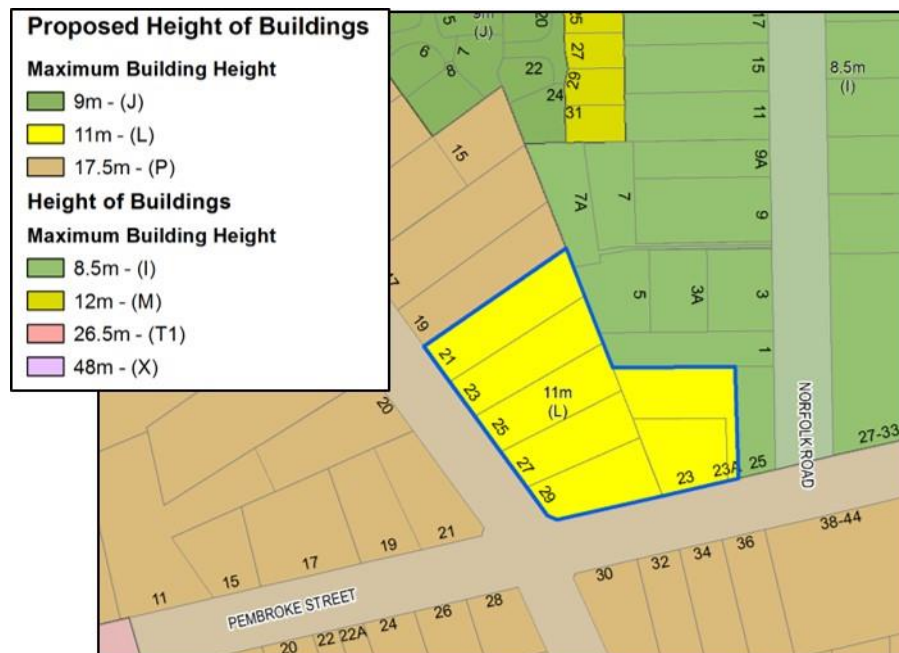 Proposed Height of Buildings
Maximum Building Height
9m - (J)
11m - (L)
17.5m - (P)
Height of Buildings
Maximum Building Height
8.5m - (I)
12m - (M)
26.5m - (T1)
48m - (X)
5
9m
(J)
20
25
17
6
7
8
22
27
15
8.5m
(I)
24
29
31
11
15
9A
7A
7
9
17
5
3A
3
19
21
1
11m
(L)
20
23
25
27
29
23
23A
25
NORFOLK ROAD
27-33
11
15
17
19
21
38-44
36
34
32
30
PEMBROKE STREET
20
22
22A
24
26
28